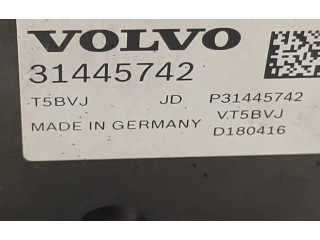 VOLVO
31445742
T5BVJ JD P31445742
V.T5BVJ
MADE IN GERMANY D180416